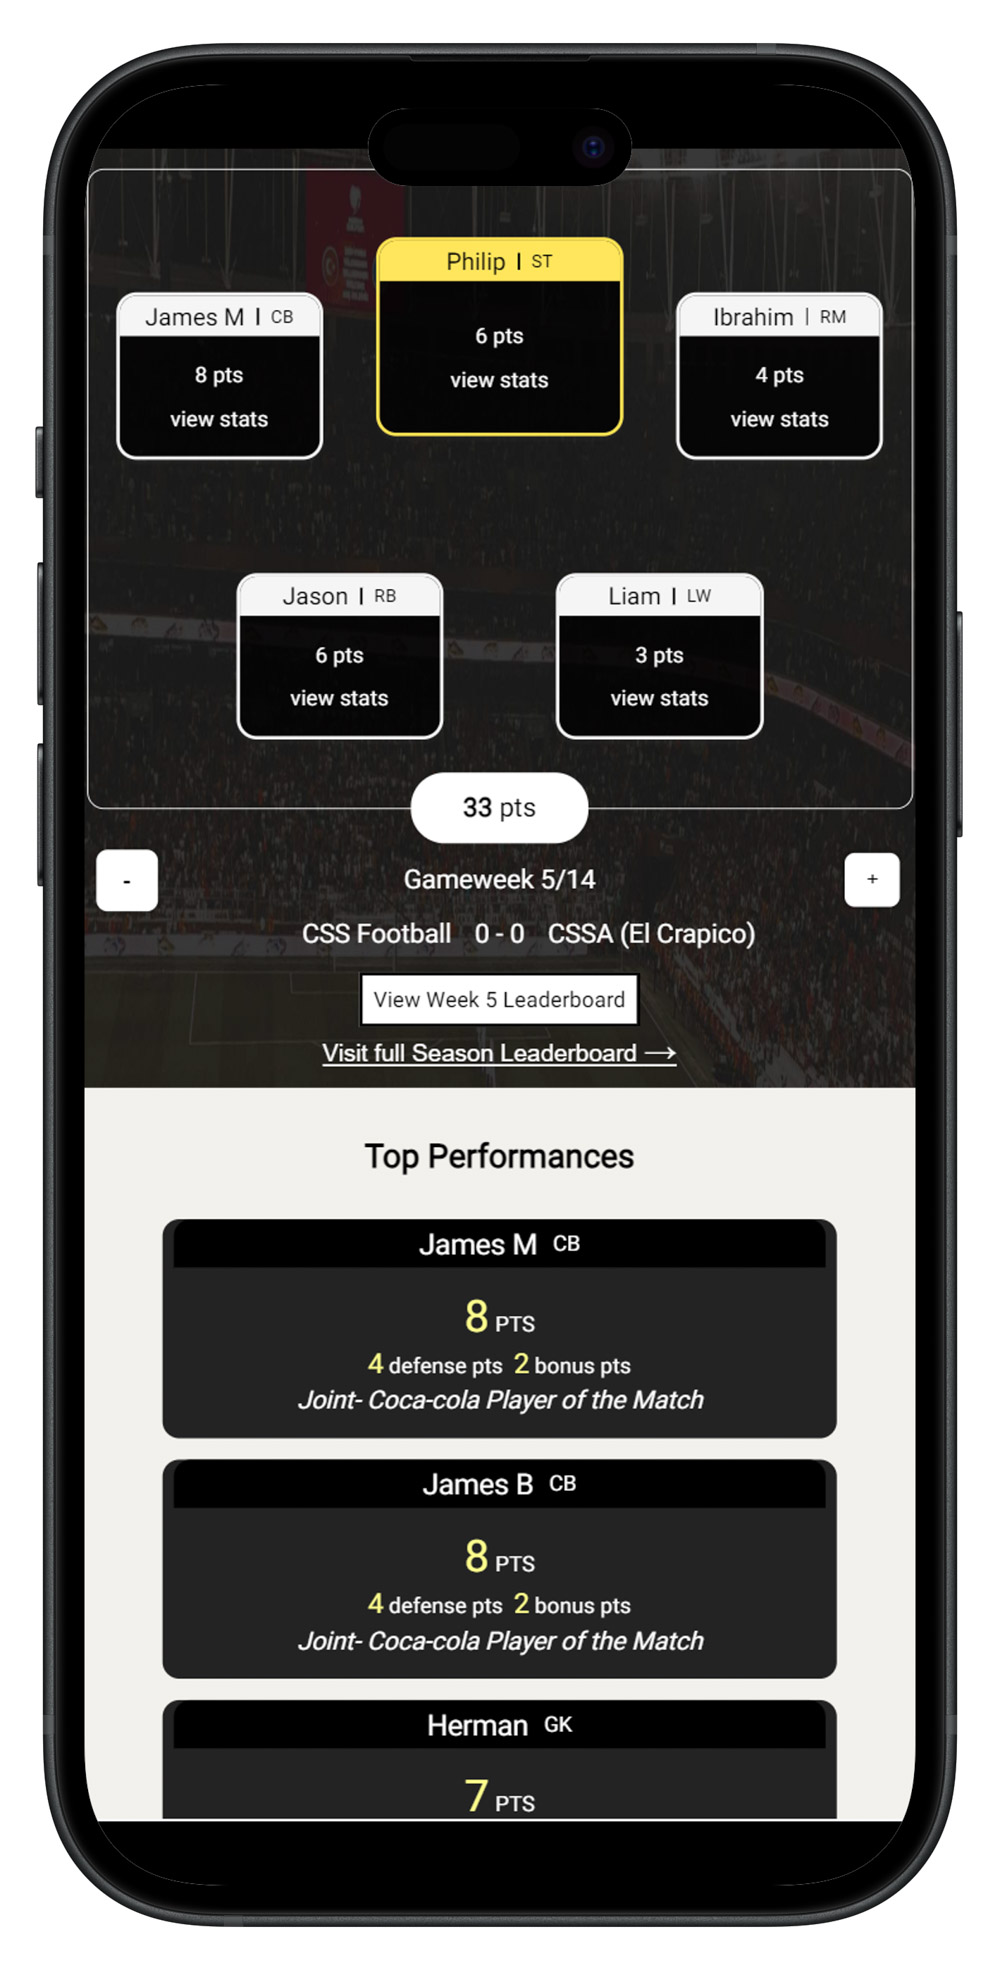 Philip | ST
6 pts
view stats
James M | CB
8 pts
view stats
Ibrahim | RM
4 pts
view stats
Jason | RB
6 pts
view stats
Liam | LW
3 pts
view stats
33 pts
-
Gameweek 5/14
+
CSS Football 0 - 0 CSSA (El Crapico)
View Week 5 Leaderboard
Visit full Season Leaderboard →
Top Performances
James M CB
8 PTS
4 defense pts 2 bonus pts
Joint- Coca-cola Player of the Match
James B CB
8 PTS
4 defense pts 2 bonus pts
Joint- Coca-cola Player of the Match
Herman GK
7 PTS